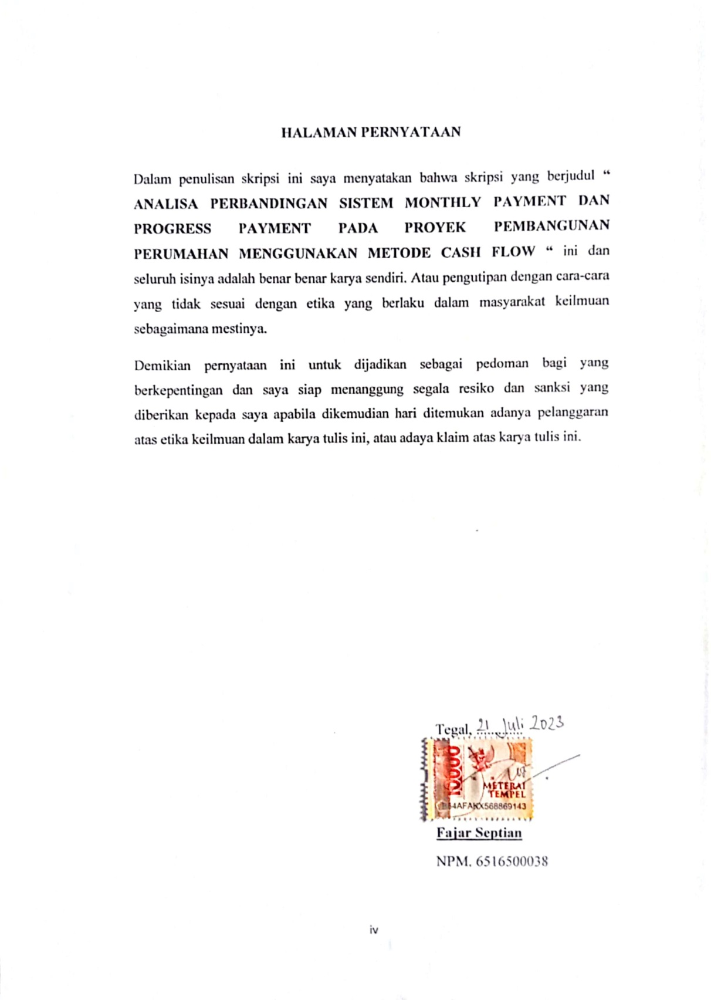 HALAMAN PERNYATAAN
Dalam penulisan skripsi ini saya menyatakan bahwa skripsi yang berjudul “
ANALISA PERBANDINGAN SISTEM MONTHLY PAYMENT DAN
PROGRESS PAYMENT PADA PROYEK PEMBANGUNAN
PERUMAHAN MENGGUNAKAN METODE CASH FLOW “ ini dan
seluruh isinya adalah benar benar karya sendiri. Atau pengutipan dengan cara-cara
yang tidak sesuai dengan etika yang berlaku dalam masyarakat keilmuan
sebagaimana mestinya.
Demikian pernyataan ini untuk dijadikan sebagai pedoman bagi yang
berkepentingan dan saya siap menanggung segala resiko dan sanksi yang
diberikan kepada saya apabila dikemudian hari ditemukan adanya pelanggaran
atas etika keilmuan dalam karya tulis ini, atau adaya klaim atas karya tulis ini.
Tegal, 21 Juli 2023
10000
METERAI
TEMPEL
4AFAKX568869143
Fajar Septian
NPM. 6516500038
iv